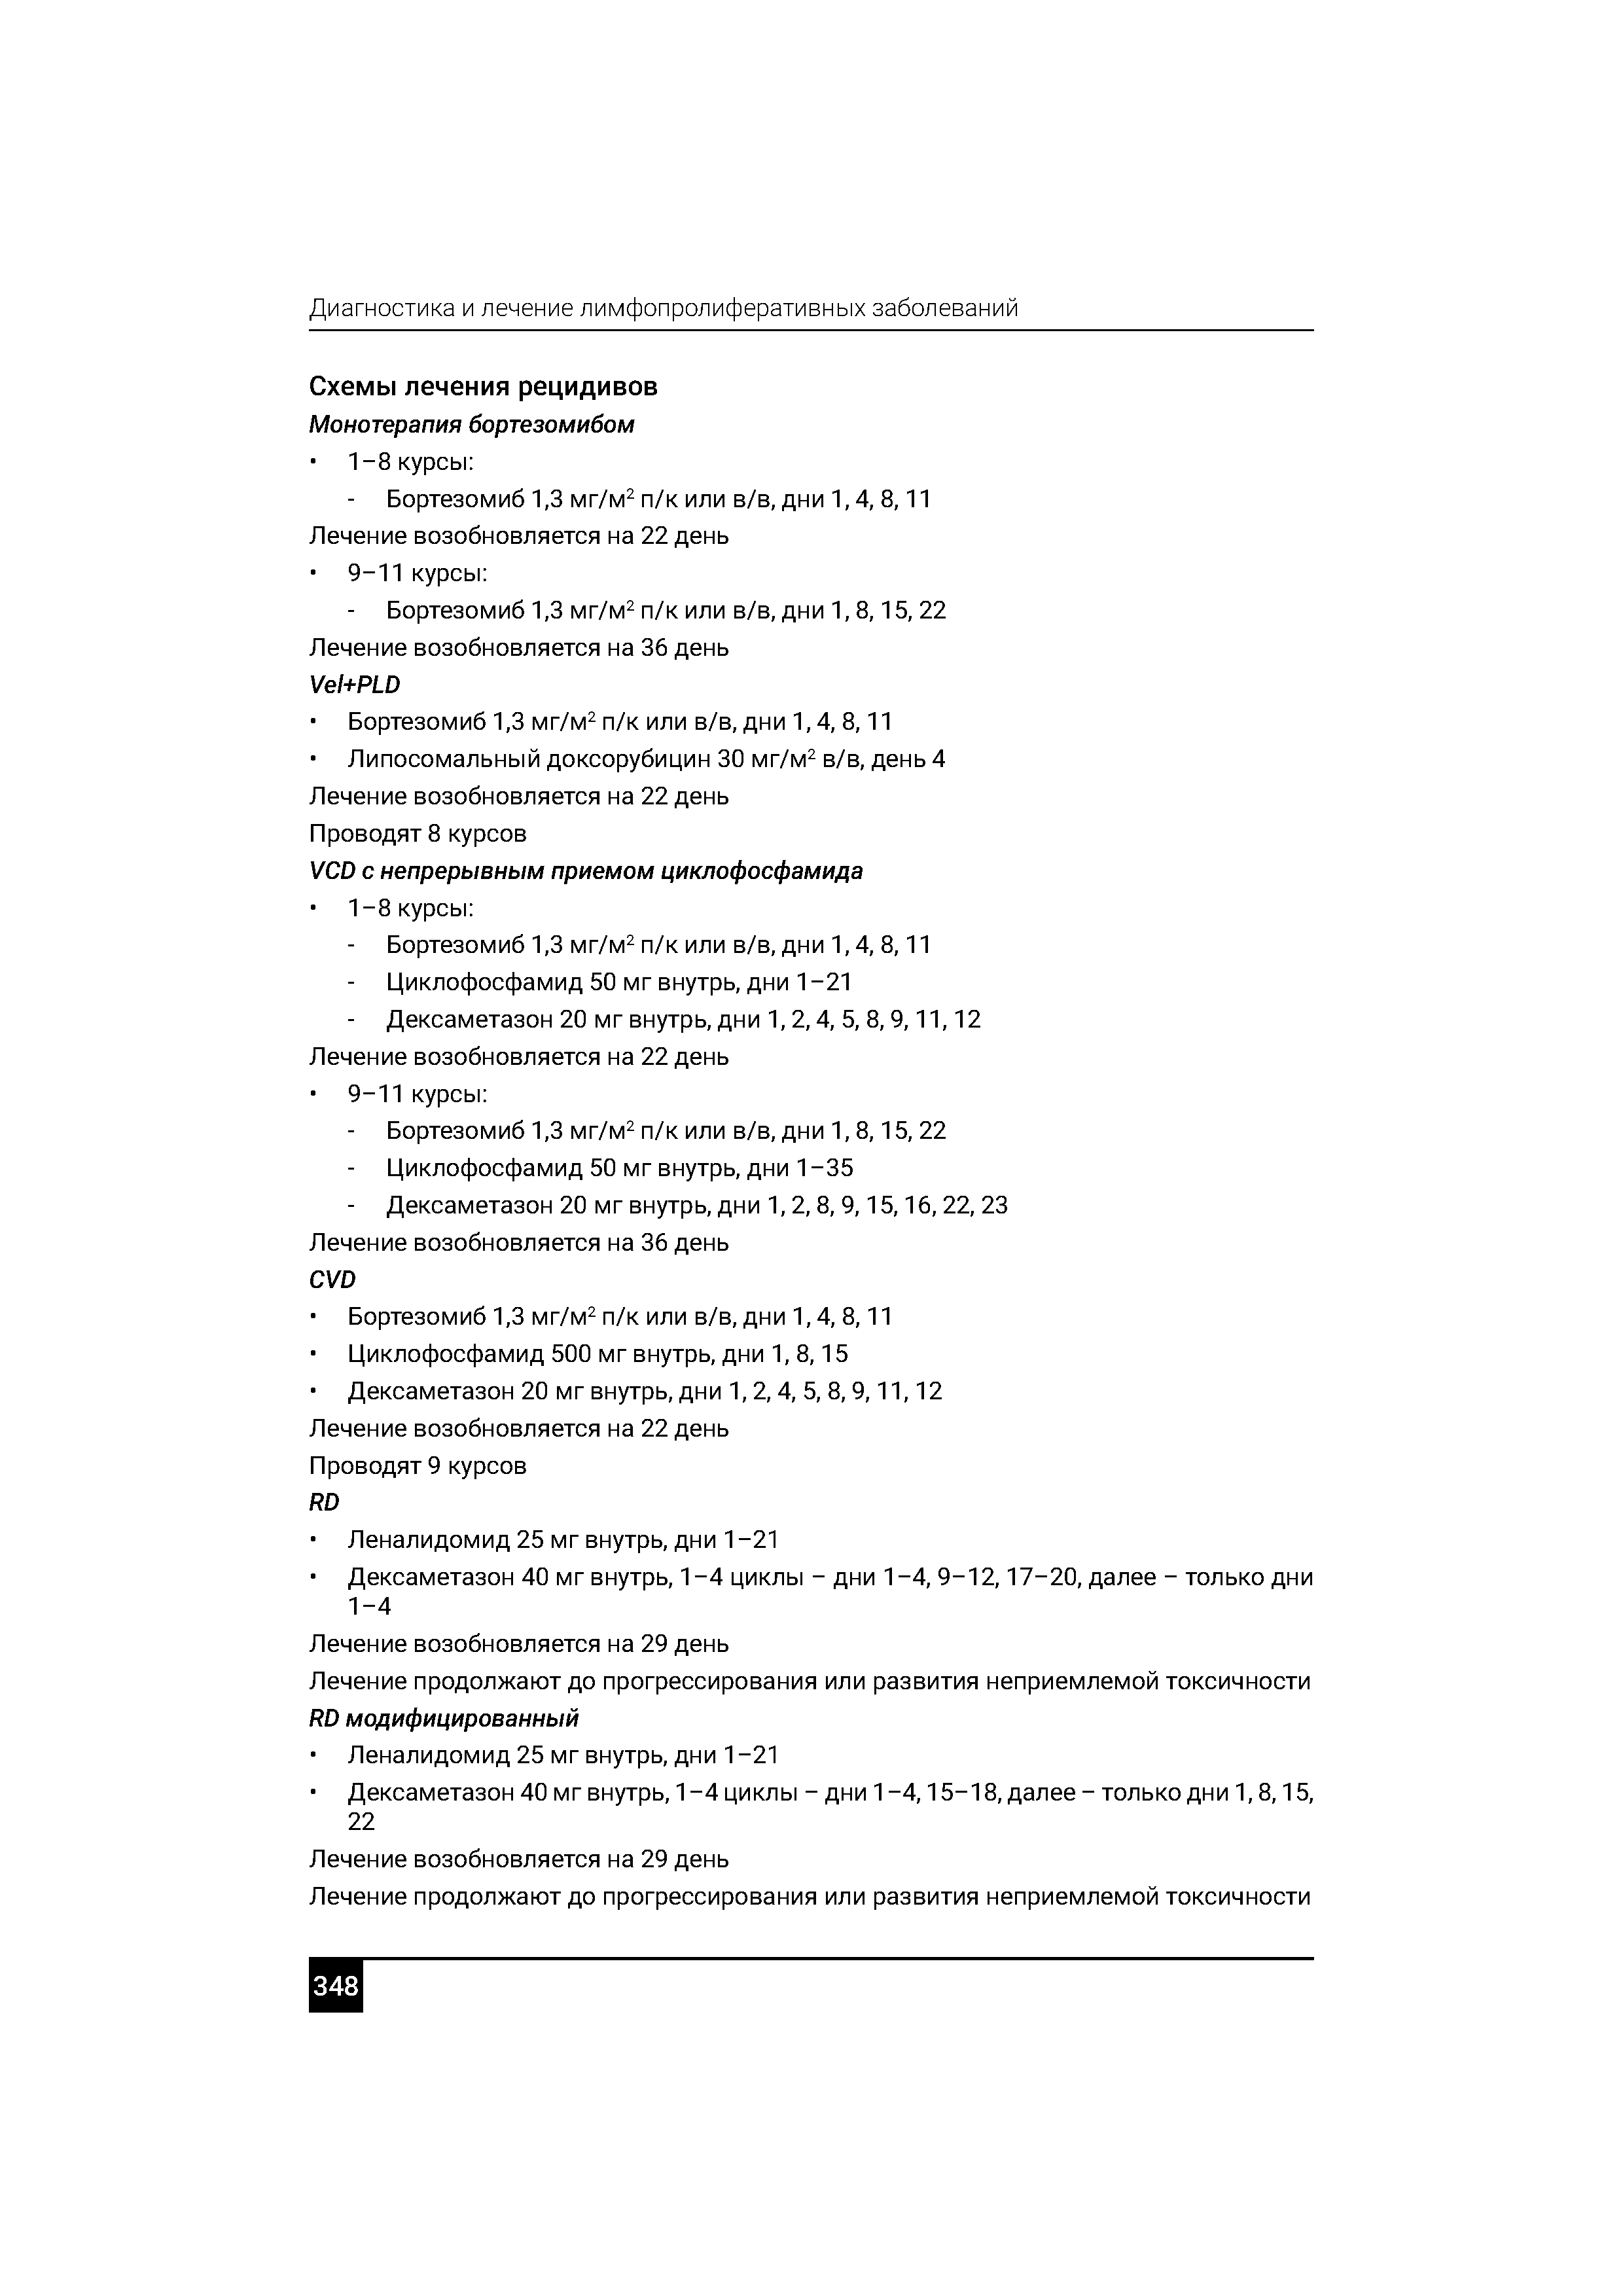 Диагностика и лечение лимфопролиферативных заболеваний
Схемы лечения рецидивов
Монотерапия бортезомибом
• 1–8 курсы:
- Бортезомиб 1,3 мг/м² п/к или в/в, дни 1, 4, 8, 11
Лечение возобновляется на 22 день
• 9–11 курсы:
- Бортезомиб 1,3 мг/м² п/к или в/в, дни 1, 8, 15, 22
Лечение возобновляется на 36 день
Vel+PLD
• Бортезомиб 1,3 мг/м² п/к или в/в, дни 1, 4, 8, 11
• Липосомальный доксорубицин 30 мг/м² в/в, день 4
Лечение возобновляется на 22 день
Проводят 8 курсов
VCD с непрерывным приемом циклофосфамида
• 1–8 курсы:
- Бортезомиб 1,3 мг/м² п/к или в/в, дни 1, 4, 8, 11
- Циклофосфамид 50 мг внутрь, дни 1–21
- Дексаметазон 20 мг внутрь, дни 1, 2, 4, 5, 8, 9, 11, 12
Лечение возобновляется на 22 день
• 9–11 курсы:
- Бортезомиб 1,3 мг/м² п/к или в/в, дни 1, 8, 15, 22
- Циклофосфамид 50 мг внутрь, дни 1–35
- Дексаметазон 20 мг внутрь, дни 1, 2, 8, 9, 15, 16, 22, 23
Лечение возобновляется на 36 день
CVD
• Бортезомиб 1,3 мг/м² п/к или в/в, дни 1, 4, 8, 11
• Циклофосфамид 500 мг внутрь, дни 1, 8, 15
• Дексаметазон 20 мг внутрь, дни 1, 2, 4, 5, 8, 9, 11, 12
Лечение возобновляется на 22 день
Проводят 9 курсов
RD
• Леналидомид 25 мг внутрь, дни 1–21
• Дексаметазон 40 мг внутрь, 1–4 циклы – дни 1–4, 9–12, 17–20, далее – только дни
1–4
Лечение возобновляется на 29 день
Лечение продолжают до прогрессирования или развития неприемлемой токсичности
RD модифицированный
• Леналидомид 25 мг внутрь, дни 1–21
• Дексаметазон 40 мг внутрь, 1–4 циклы – дни 1–4, 15–18, далее – только дни 1, 8, 15,
22
Лечение возобновляется на 29 день
Лечение продолжают до прогрессирования или развития неприемлемой токсичности
348